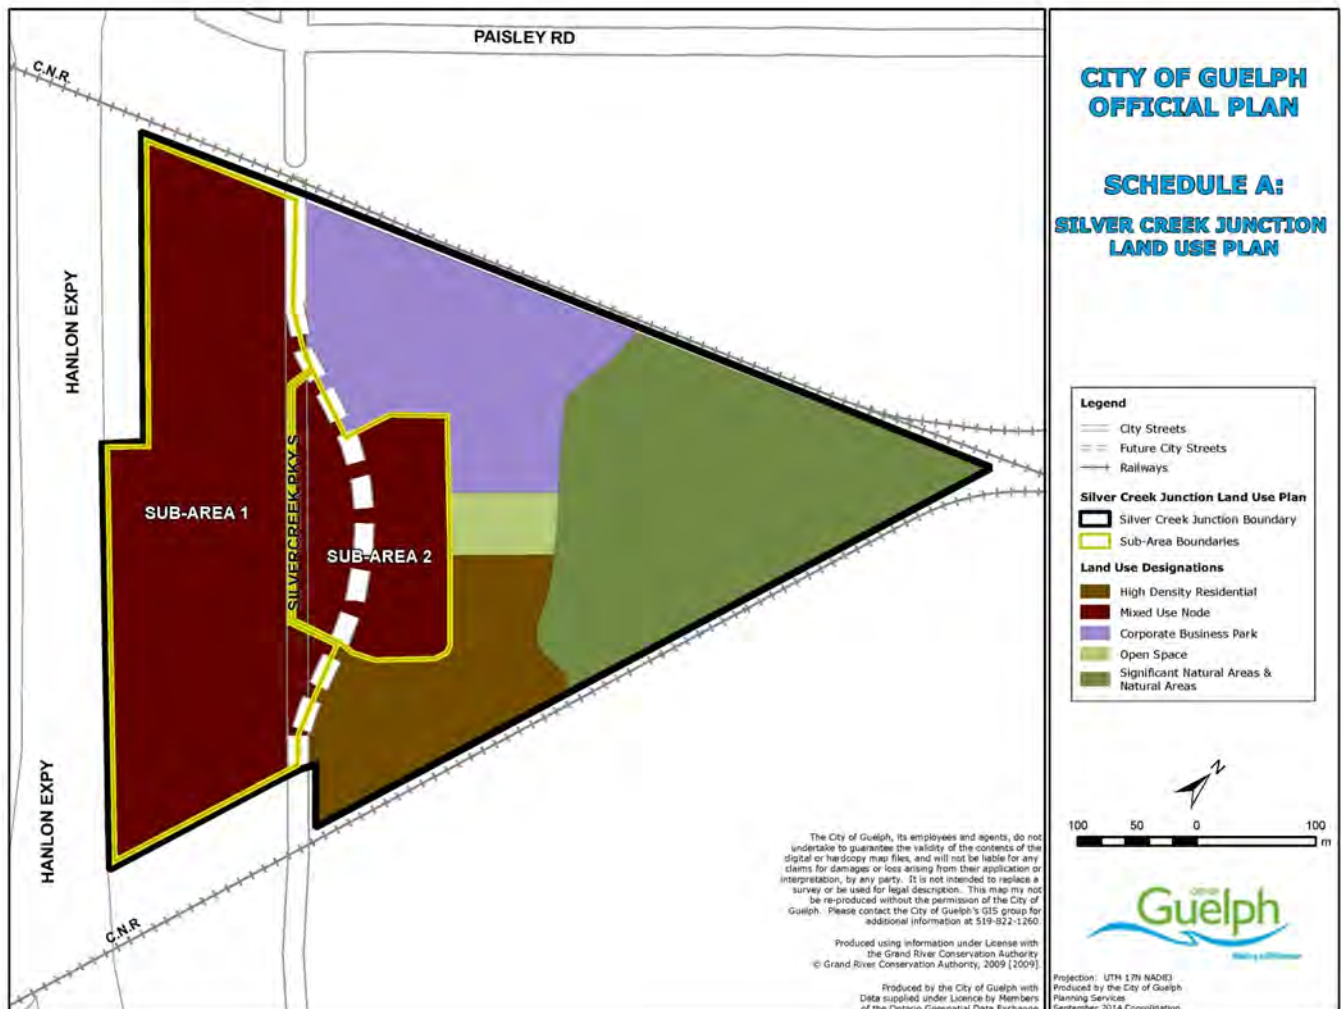 PAISLEY RD
C.N.R.
HANLON EXPY
SILVERCREEK PKY S
SUB-AREA 1
SUB-AREA 2
HANLON EXPY
C.N.R
The City of Guelph, its employees and agents, do not
undertake to guarantee the validity of the contents of the
digital or hardcopy map files, and will not be liable for any
claims for damages or loss arising from their application or
interpretation, by any party. It is not intended to replace a
survey or be used for legal description. This map my not
be re-produced without the permission of the City of
Guelph. Please contact the City of Guelph's GIS group for
additional information at 519-822-1260.
Produced using information under License with
the Grand River Conservation Authority
© Grand River Conservation Authority, 2009 [2009].
Produced by the City of Guelph with
Data supplied under Licence by Members
of the Ontario Geospatial Data Exchange
CITY OF GUELPH
OFFICIAL PLAN
SCHEDULE A:
SILVER CREEK JUNCTION
LAND USE PLAN
Legend
City Streets
Future City Streets
Railways
Silver Creek Junction Land Use Plan
Silver Creek Junction Boundary
Sub-Area Boundaries
Land Use Designations
High Density Residential
Mixed Use Node
Corporate Business Park
Open Space
Significant Natural Areas &
Natural Areas
N
100 50 0 100
m
Guelph
Projection: UTM 17N NAD83
Produced by the City of Guelph
Planning Services
September 2014 Consolidation